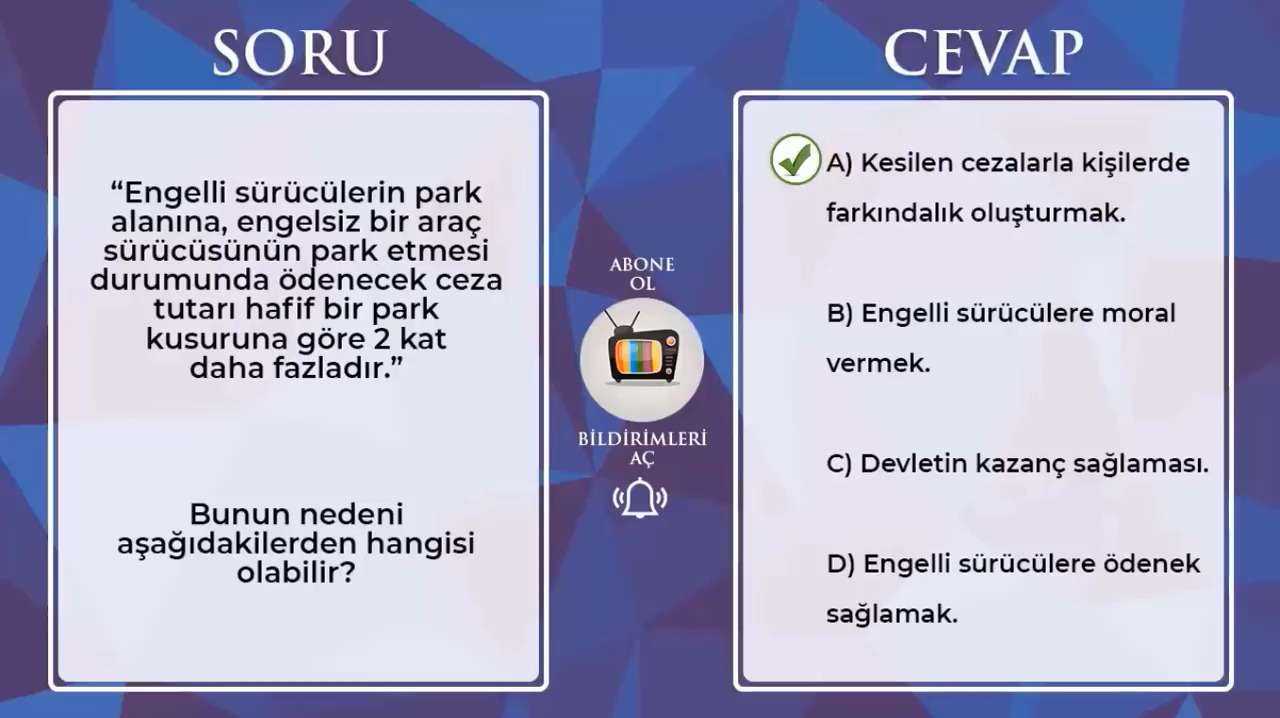 SORU
“Engelli sürücülerin park
alanına, engelsiz bir araç
sürücüsünün park etmesi
durumunda ödenecek ceza
tutarı hafif bir park
kusuruna göre 2 kat
daha fazladır.”
Bunun nedeni
aşağıdakilerden hangisi
olabilir?
ABONE
OL
BİLDİRİMLERİ
AÇ
CEVAP
A) Kesilen cezalarla kişilerde
farkındalık oluşturmak.
B) Engelli sürücülere moral
vermek.
C) Devletin kazanç sağlaması.
D) Engelli sürücülere ödenek
sağlamak.